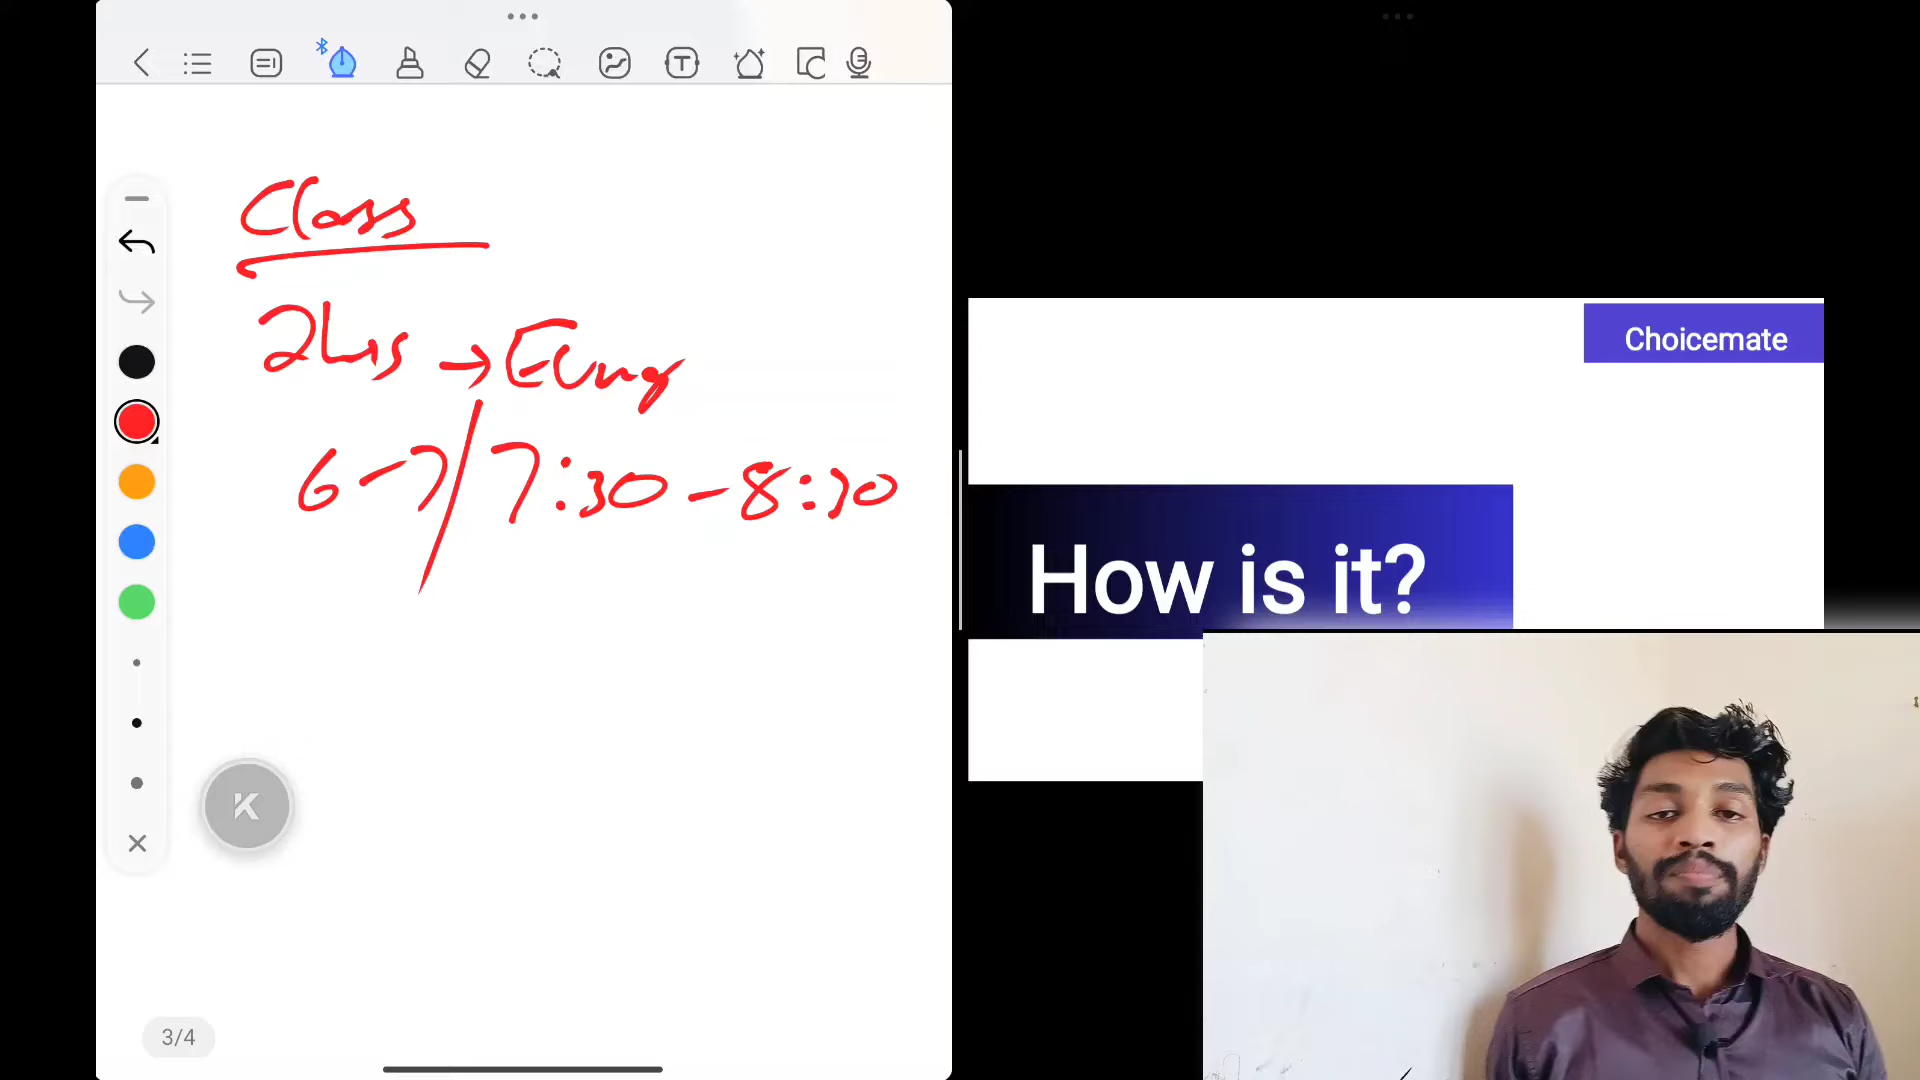 Class
2hrs → Evng
6-7 / 7:30 - 8:30
K
3/4
Choicemate
How is it?